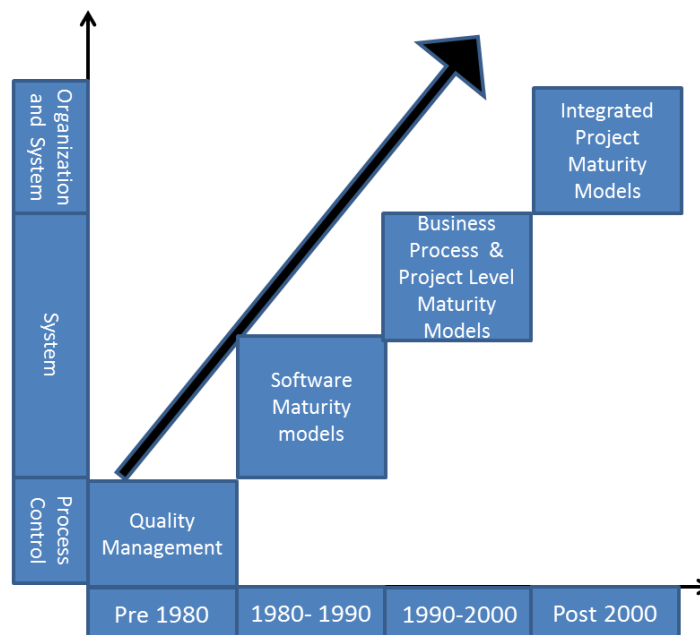 Organization
and System
Integrated
Project
Maturity
Models
System
Business
Process &
Project Level
Maturity
Models
Software
Maturity
models
Process
Control
Quality
Management
Pre 1980
1980- 1990
1990-2000
Post 2000